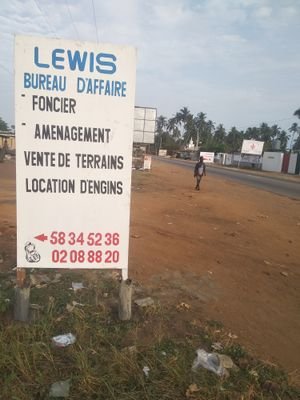 LEWIS
BUREAU D'AFFAIRE
- FONCIER
- AMENAGEMENT
VENTE DE TERRAINS
LOCATION D'ENGINS
58 34 52 36
02 08 88 20